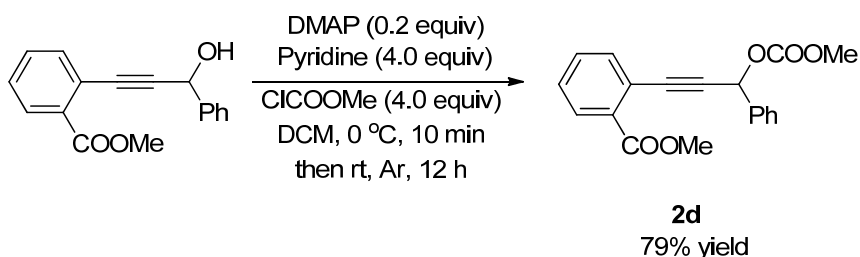 OH
Ph
COOMe
DMAP (0.2 equiv)
Pyridine (4.0 equiv)
ClCOOMe (4.0 equiv)
DCM, 0 °C, 10 min
then rt, Ar, 12 h
OCOOMe
Ph
COOMe
2d
79% yield